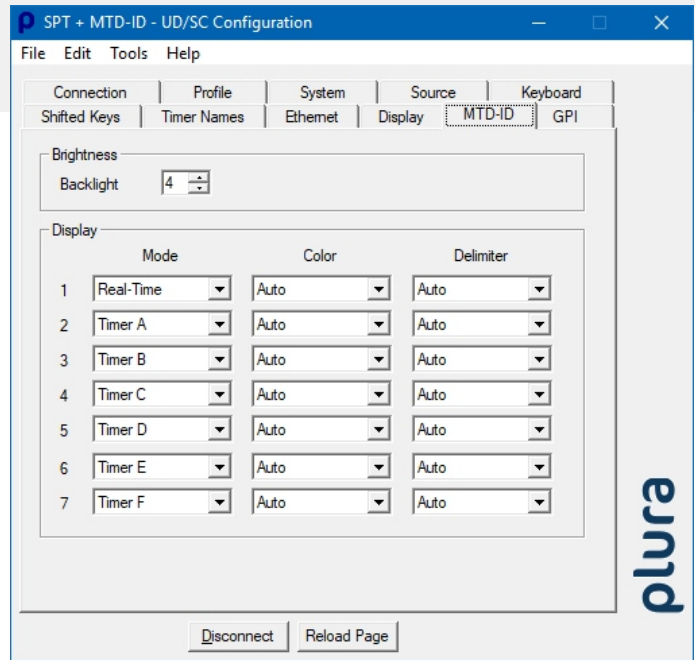 SPT + MTD-ID - UD/SC Configuration
File Edit Tools Help
Connection Profile System Source Keyboard
Shifted Keys Timer Names Ethernet Display MTD-ID GPI
Brightness
Backlight 4
Display
Mode Color Delimiter
1 Real-Time Auto Auto
2 Timer A Auto Auto
3 Timer B Auto Auto
4 Timer C Auto Auto
5 Timer D Auto Auto
6 Timer E Auto Auto
7 Timer F Auto Auto
plura
Disconnect Reload Page